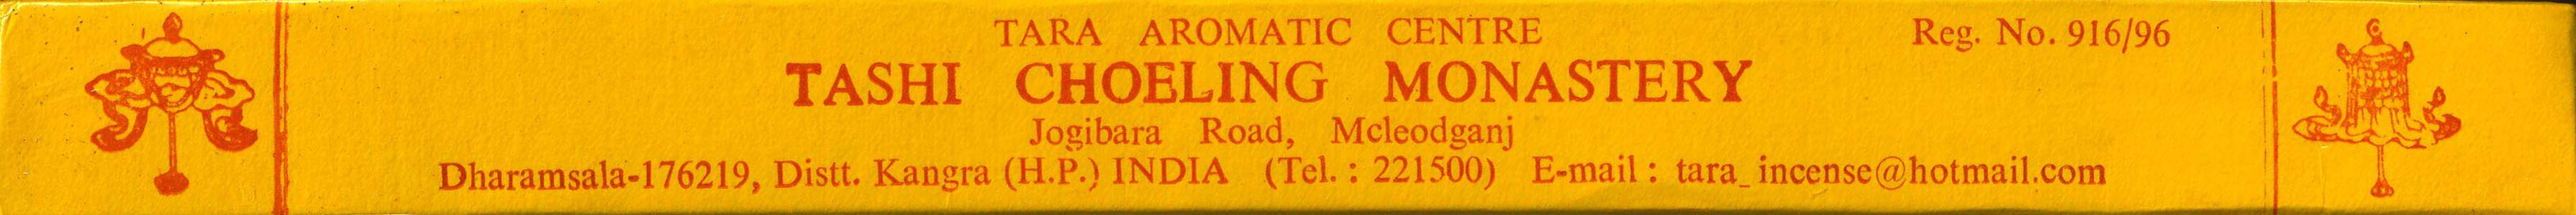 TARA AROMATIC CENTRE
Reg. No. 916/96
TASHI CHOELING MONASTERY
Jogibara Road, Mcleodganj
Dharamsala-176219, Distt. Kangra (H.P.) INDIA (Tel. : 221500) E-mail : tara_incense@hotmail.com